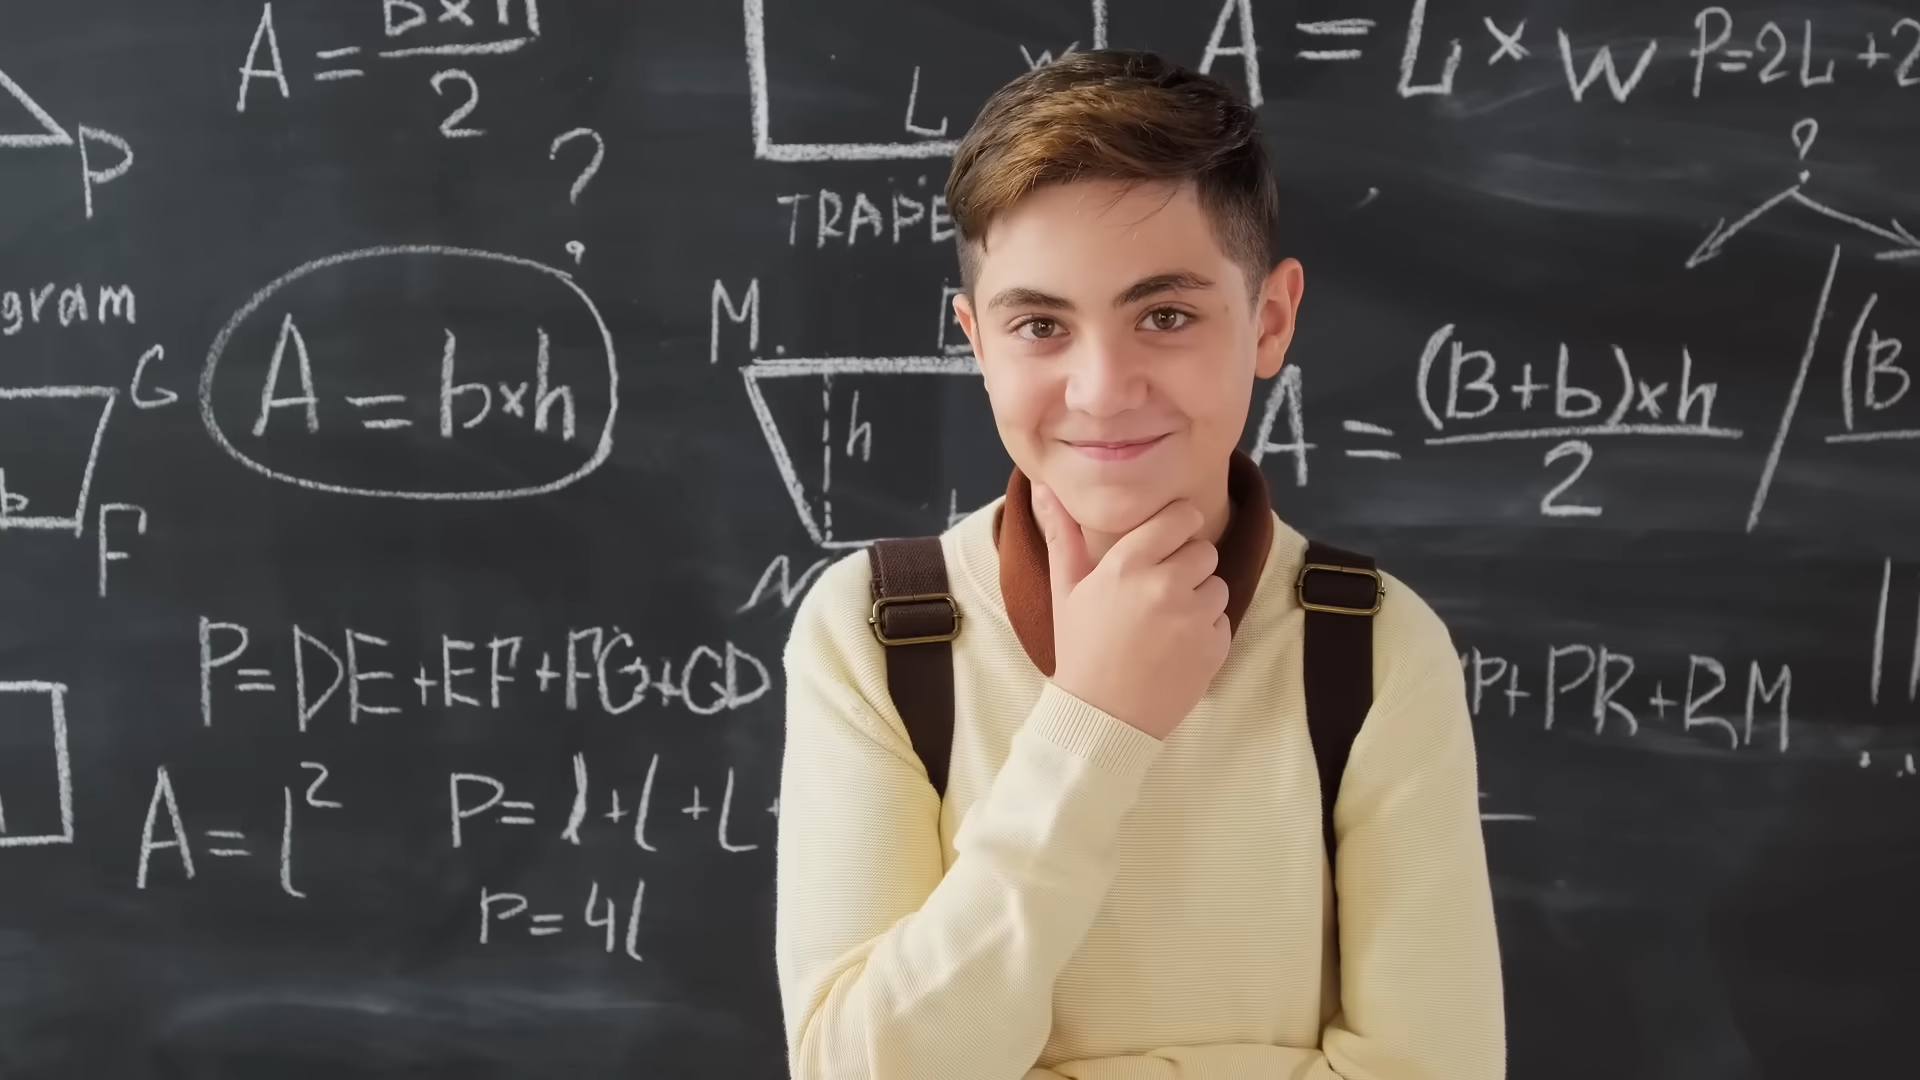 A = b×h / 2
L
W
A = L×W
P=2L+2
P
?
?
TRAPE
gram
G
A = b×h
M
h
A = (B+b)×h / 2
(B
b
F
N
P=DE+EF+FG+GD
P+PR+RM
A=l²
P=l+l+l+
P=4l